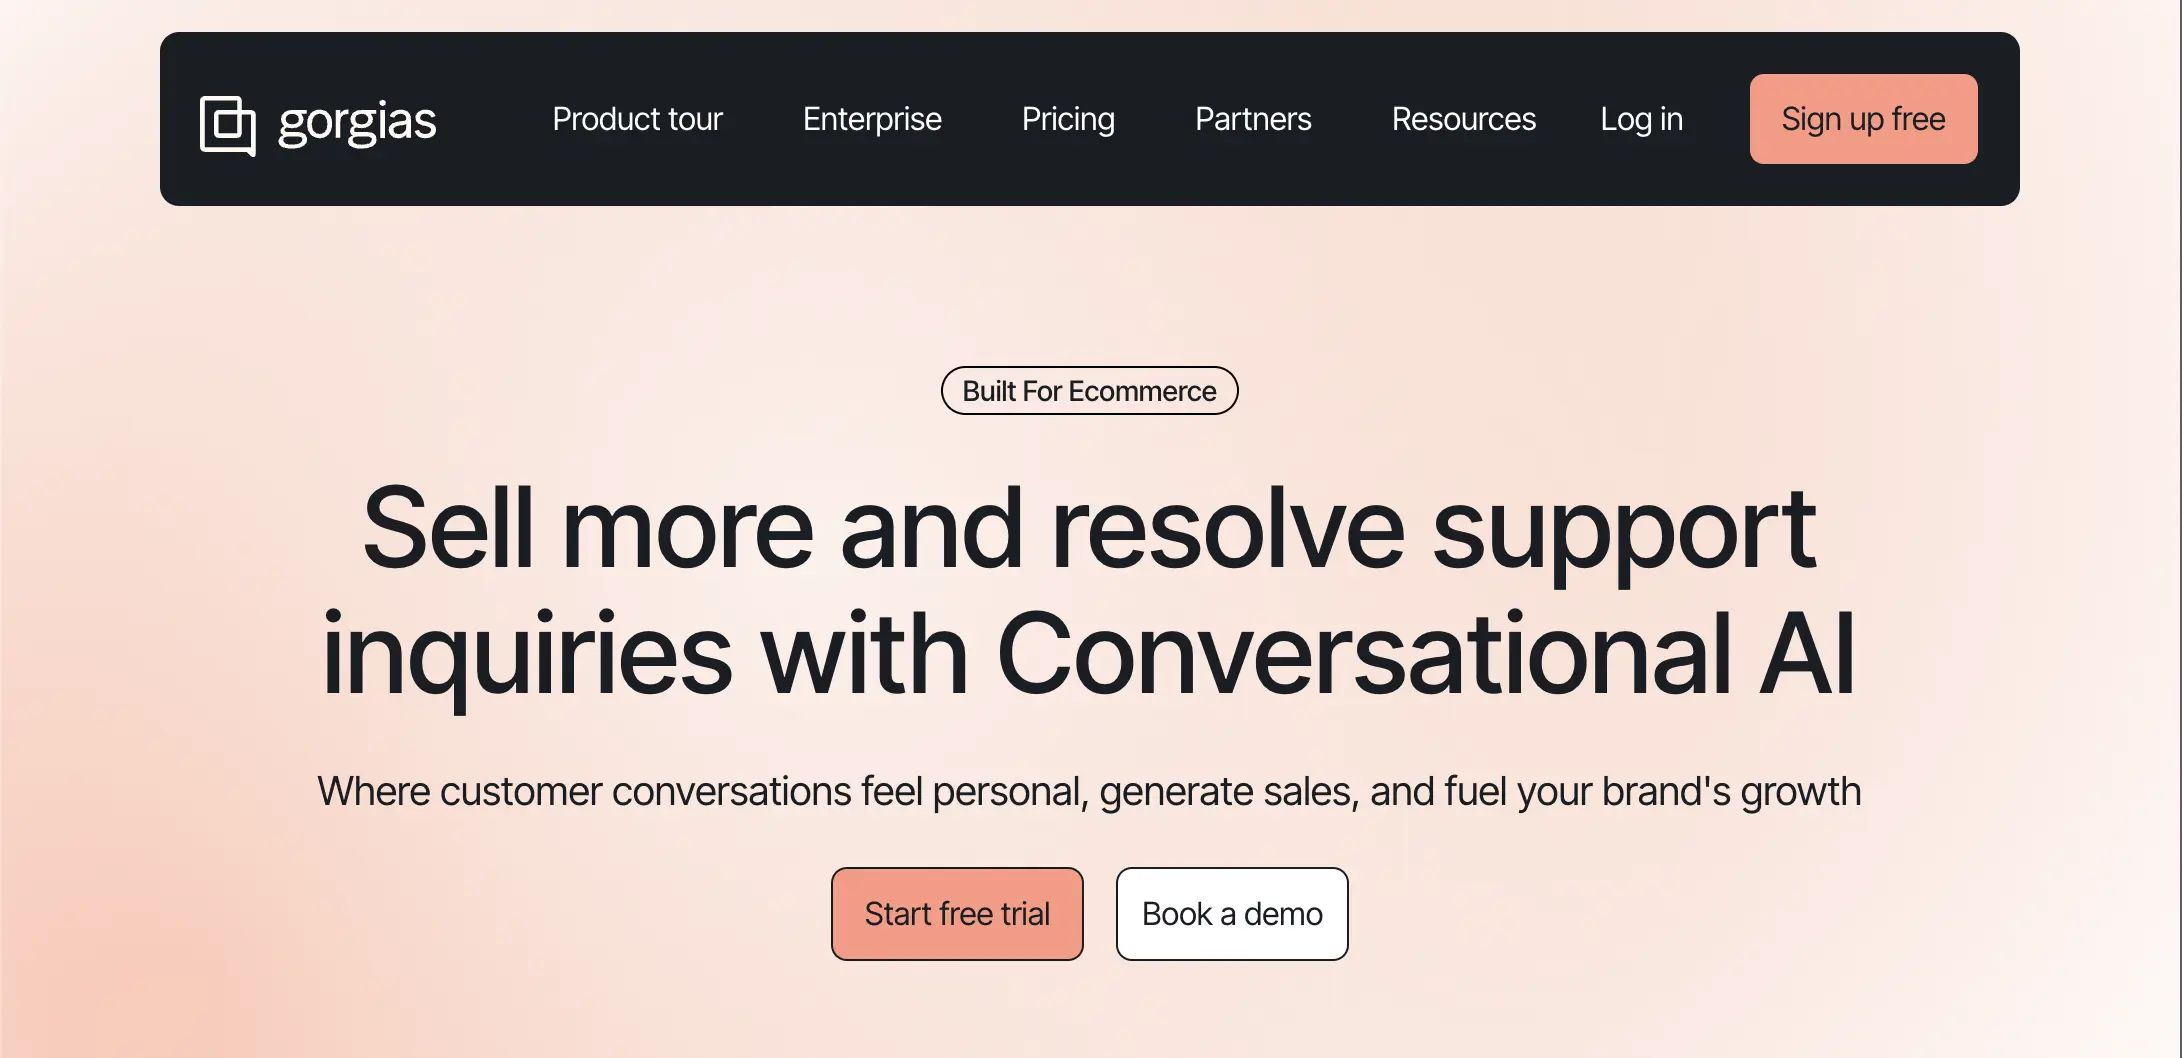 gorgias
Product tour
Enterprise
Pricing
Partners
Resources
Log in
Sign up free
Built For Ecommerce
Sell more and resolve support
inquiries with Conversational AI
Where customer conversations feel personal, generate sales, and fuel your brand's growth
Start free trial
Book a demo